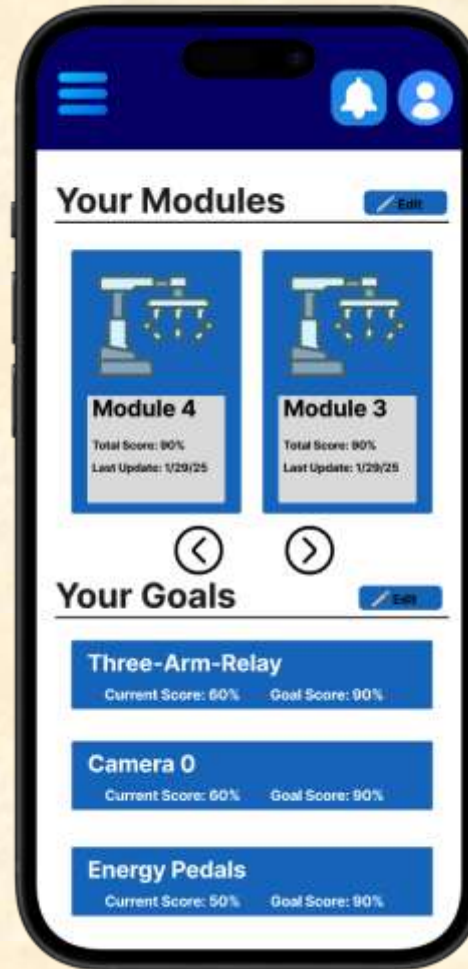 Your Modules
Edit
Module 4
Total Score: 90%
Last Update: 1/29/25
Module 3
Total Score: 90%
Last Update: 1/29/25
Your Goals
Edit
Three-Arm-Relay
Current Score: 60% Goal Score: 90%
Camera 0
Current Score: 60% Goal Score: 90%
Energy Pedals
Current Score: 50% Goal Score: 90%